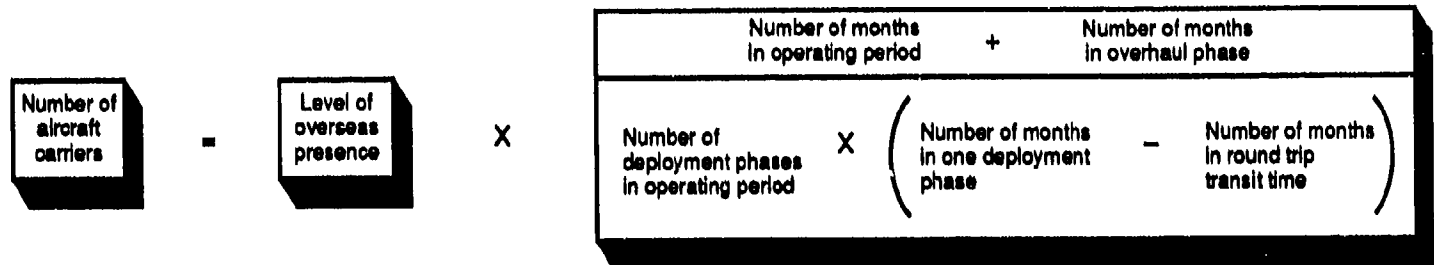 Number of months
in operating period
+
Number of months
in overhaul phase
Number of
aircraft
carriers
=
Level of
overseas
presence
X
Number of
deployment phases
in operating period
X
(
Number of months
in one deployment
phase
-
Number of months
in round trip
transit time
)